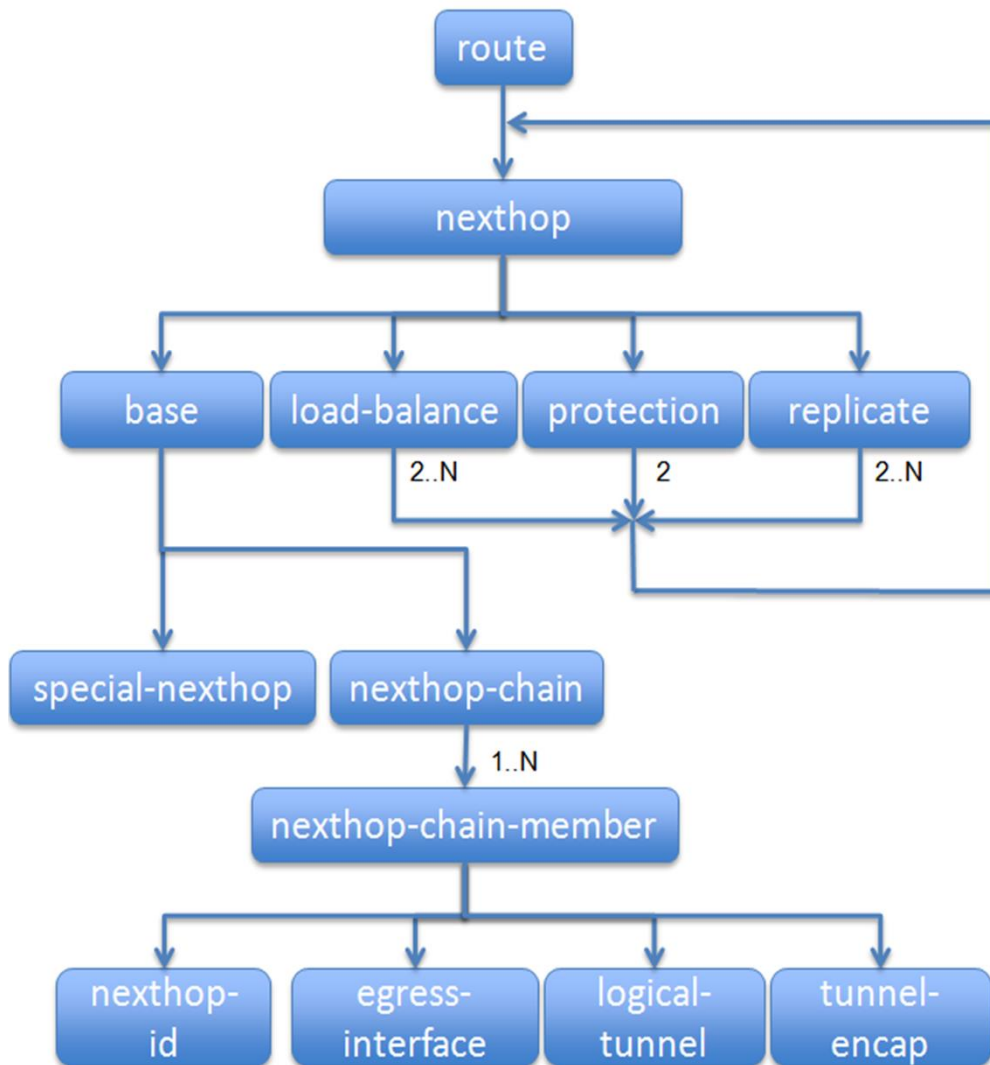 route
nexthop
base
load-balance
protection
replicate
2..N
2
2..N
special-nexthop
nexthop-chain
1..N
nexthop-chain-member
nexthop-
id
egress-
interface
logical-
tunnel
tunnel-
encap